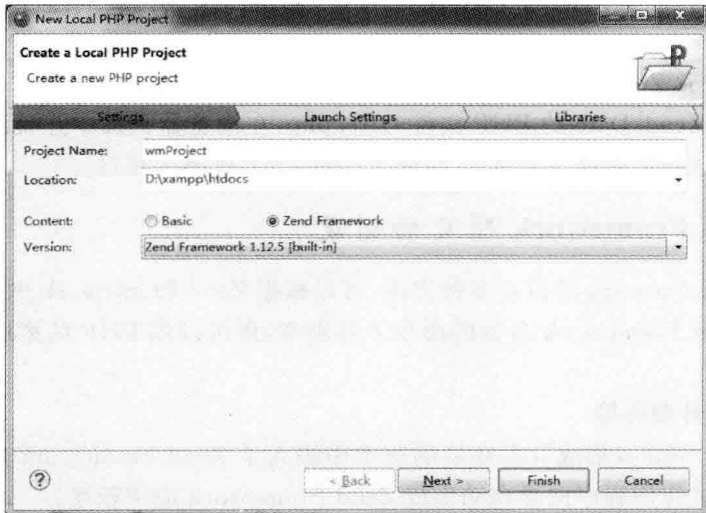 New Local PHP Project
Create a Local PHP Project
Create a new PHP project
Settings
Launch Settings
Libraries
Project Name: wmProject
Location: D:\xampp\htdocs
Content: Basic Zend Framework
Version: Zend Framework 1.12.5 [built-in]
? < Back Next > Finish Cancel